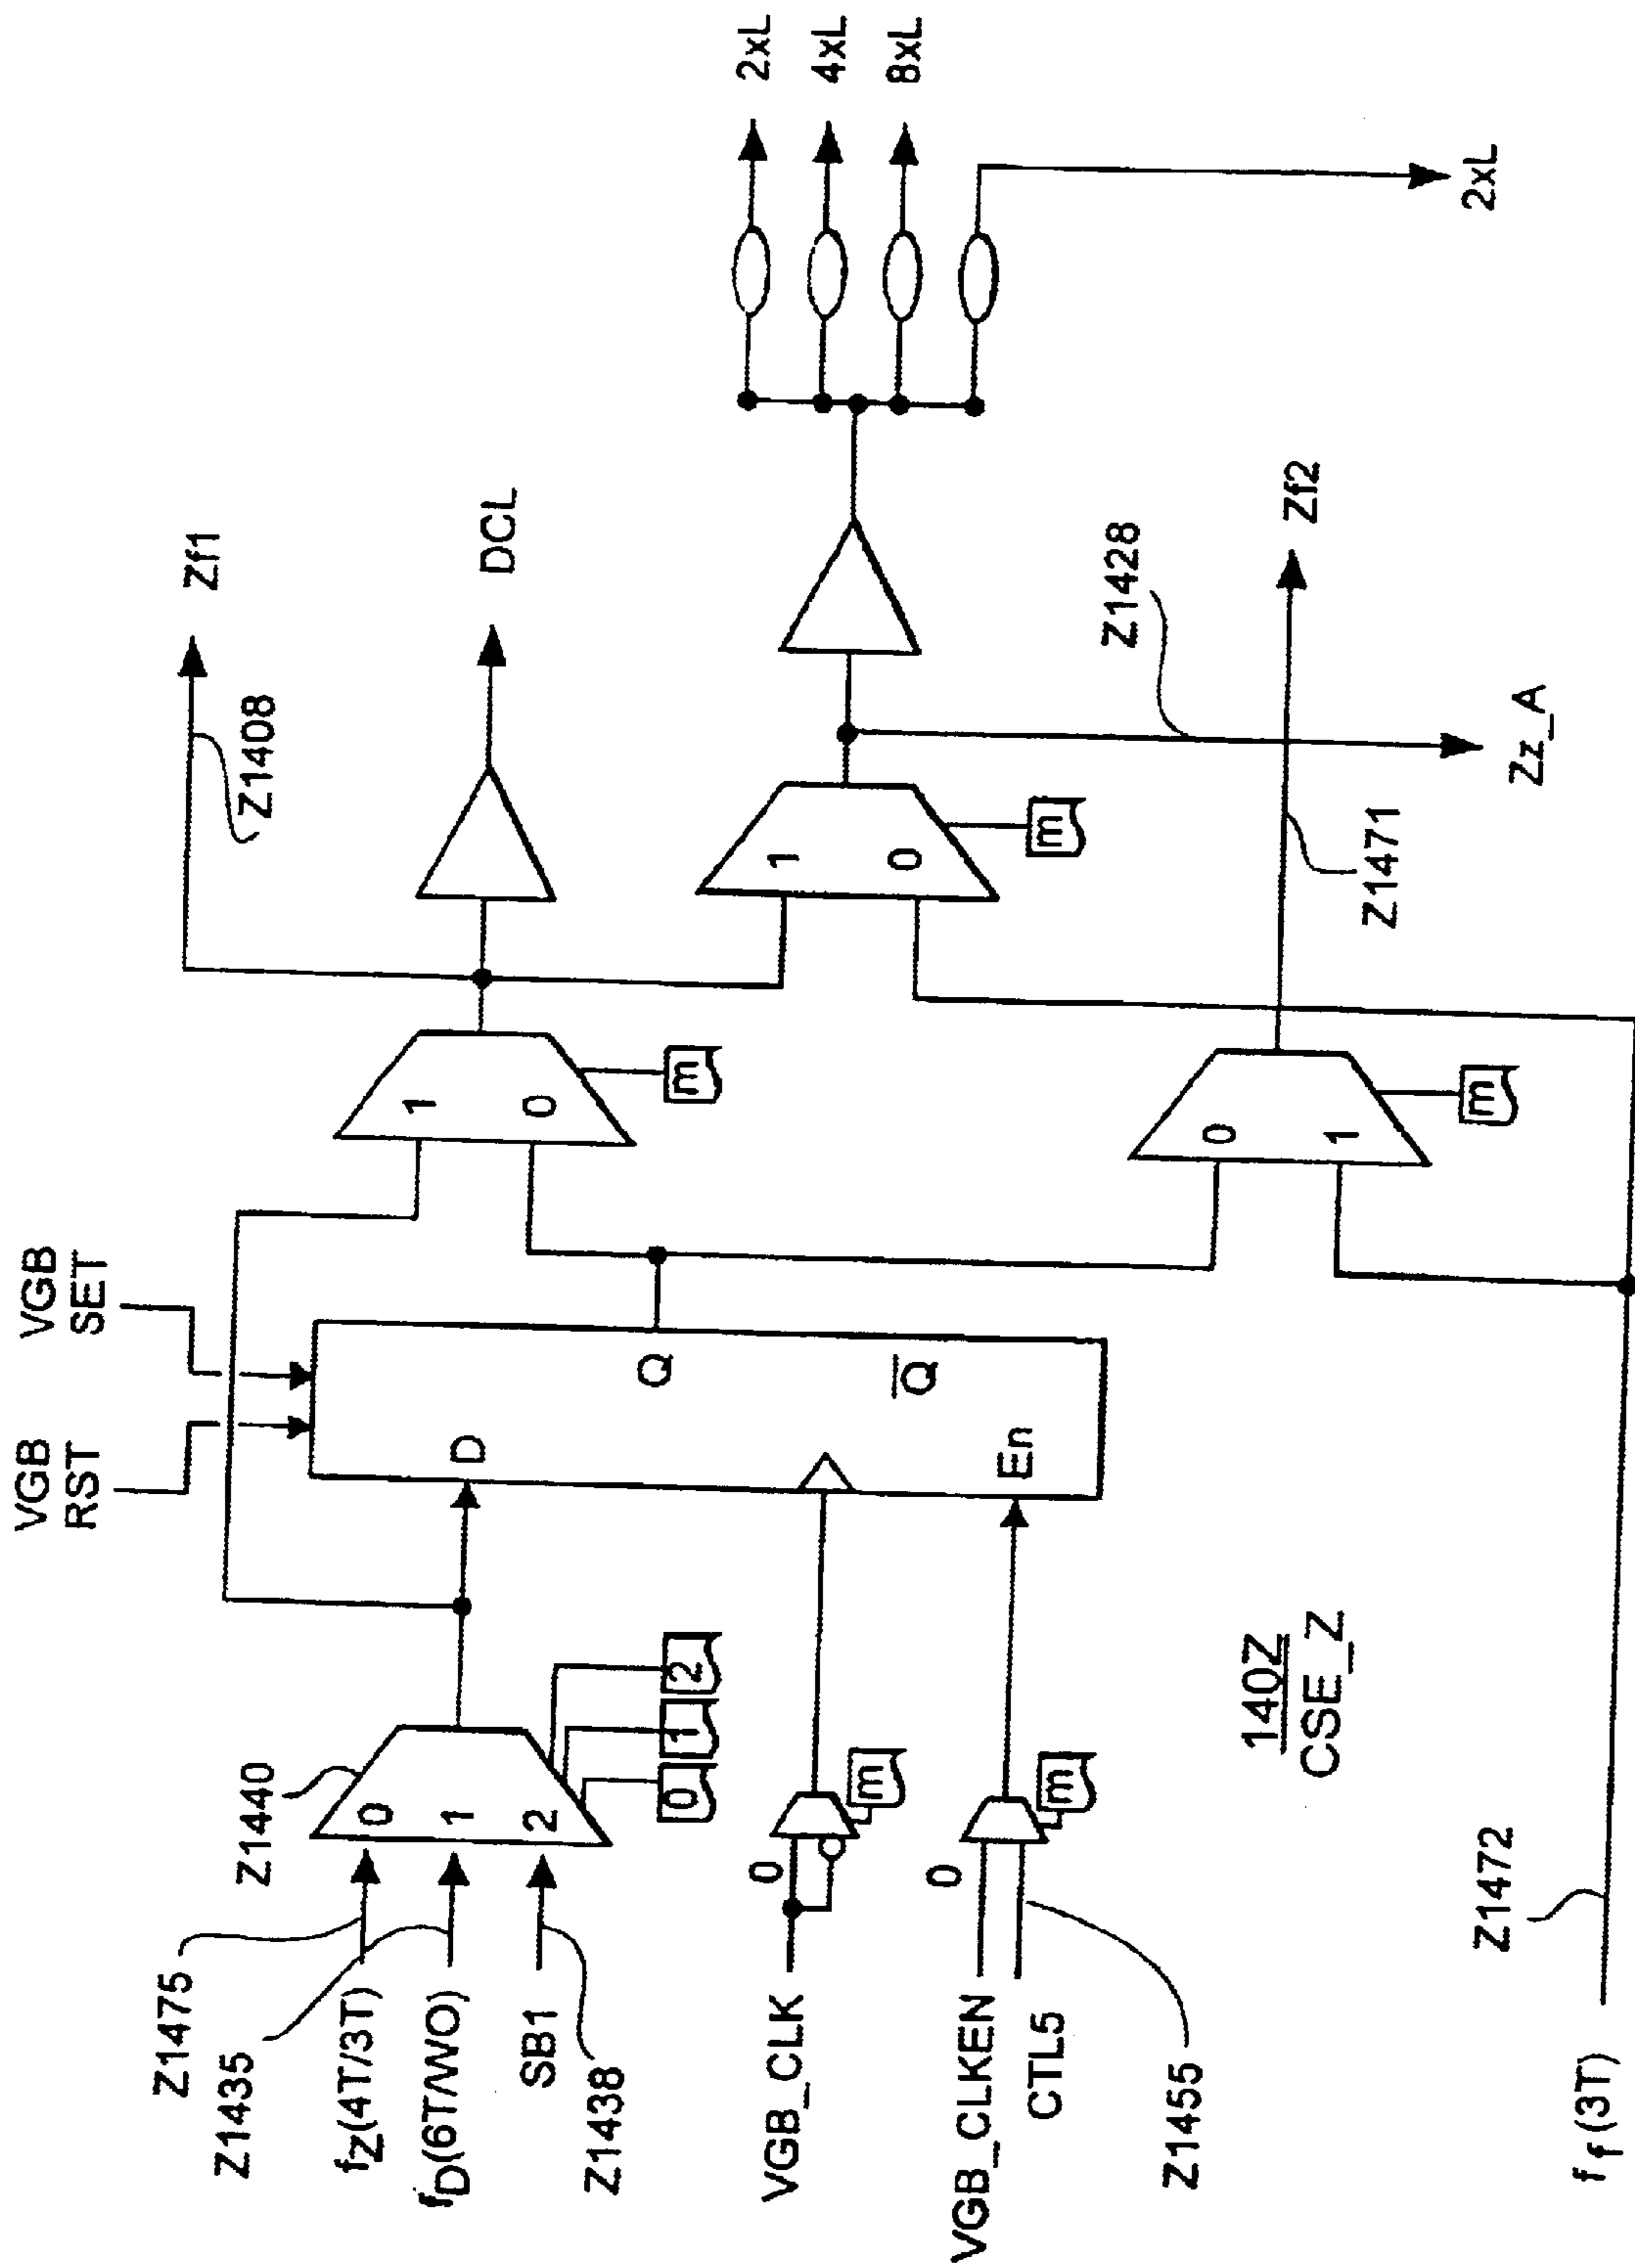 VGB
RST
VGB
SET
Z1475
Z1435
fZ(4T/3T)
fD(6T/WO)
SB1
Z1438
Z1440
0
1
2
0
1
2
VGB_CLK
0
m
VGB_CLKEN
0
CTL5
Z1455
m
D
Q
Q̅
En
1
0
m
Zf1
Z1408
DCL
1
0
m
2xL
4xL
8xL
2xL
Z1428
Zz_A
0
1
m
Zf2
Z1471
140Z
CSE_Z
Z1472
ff(3T)